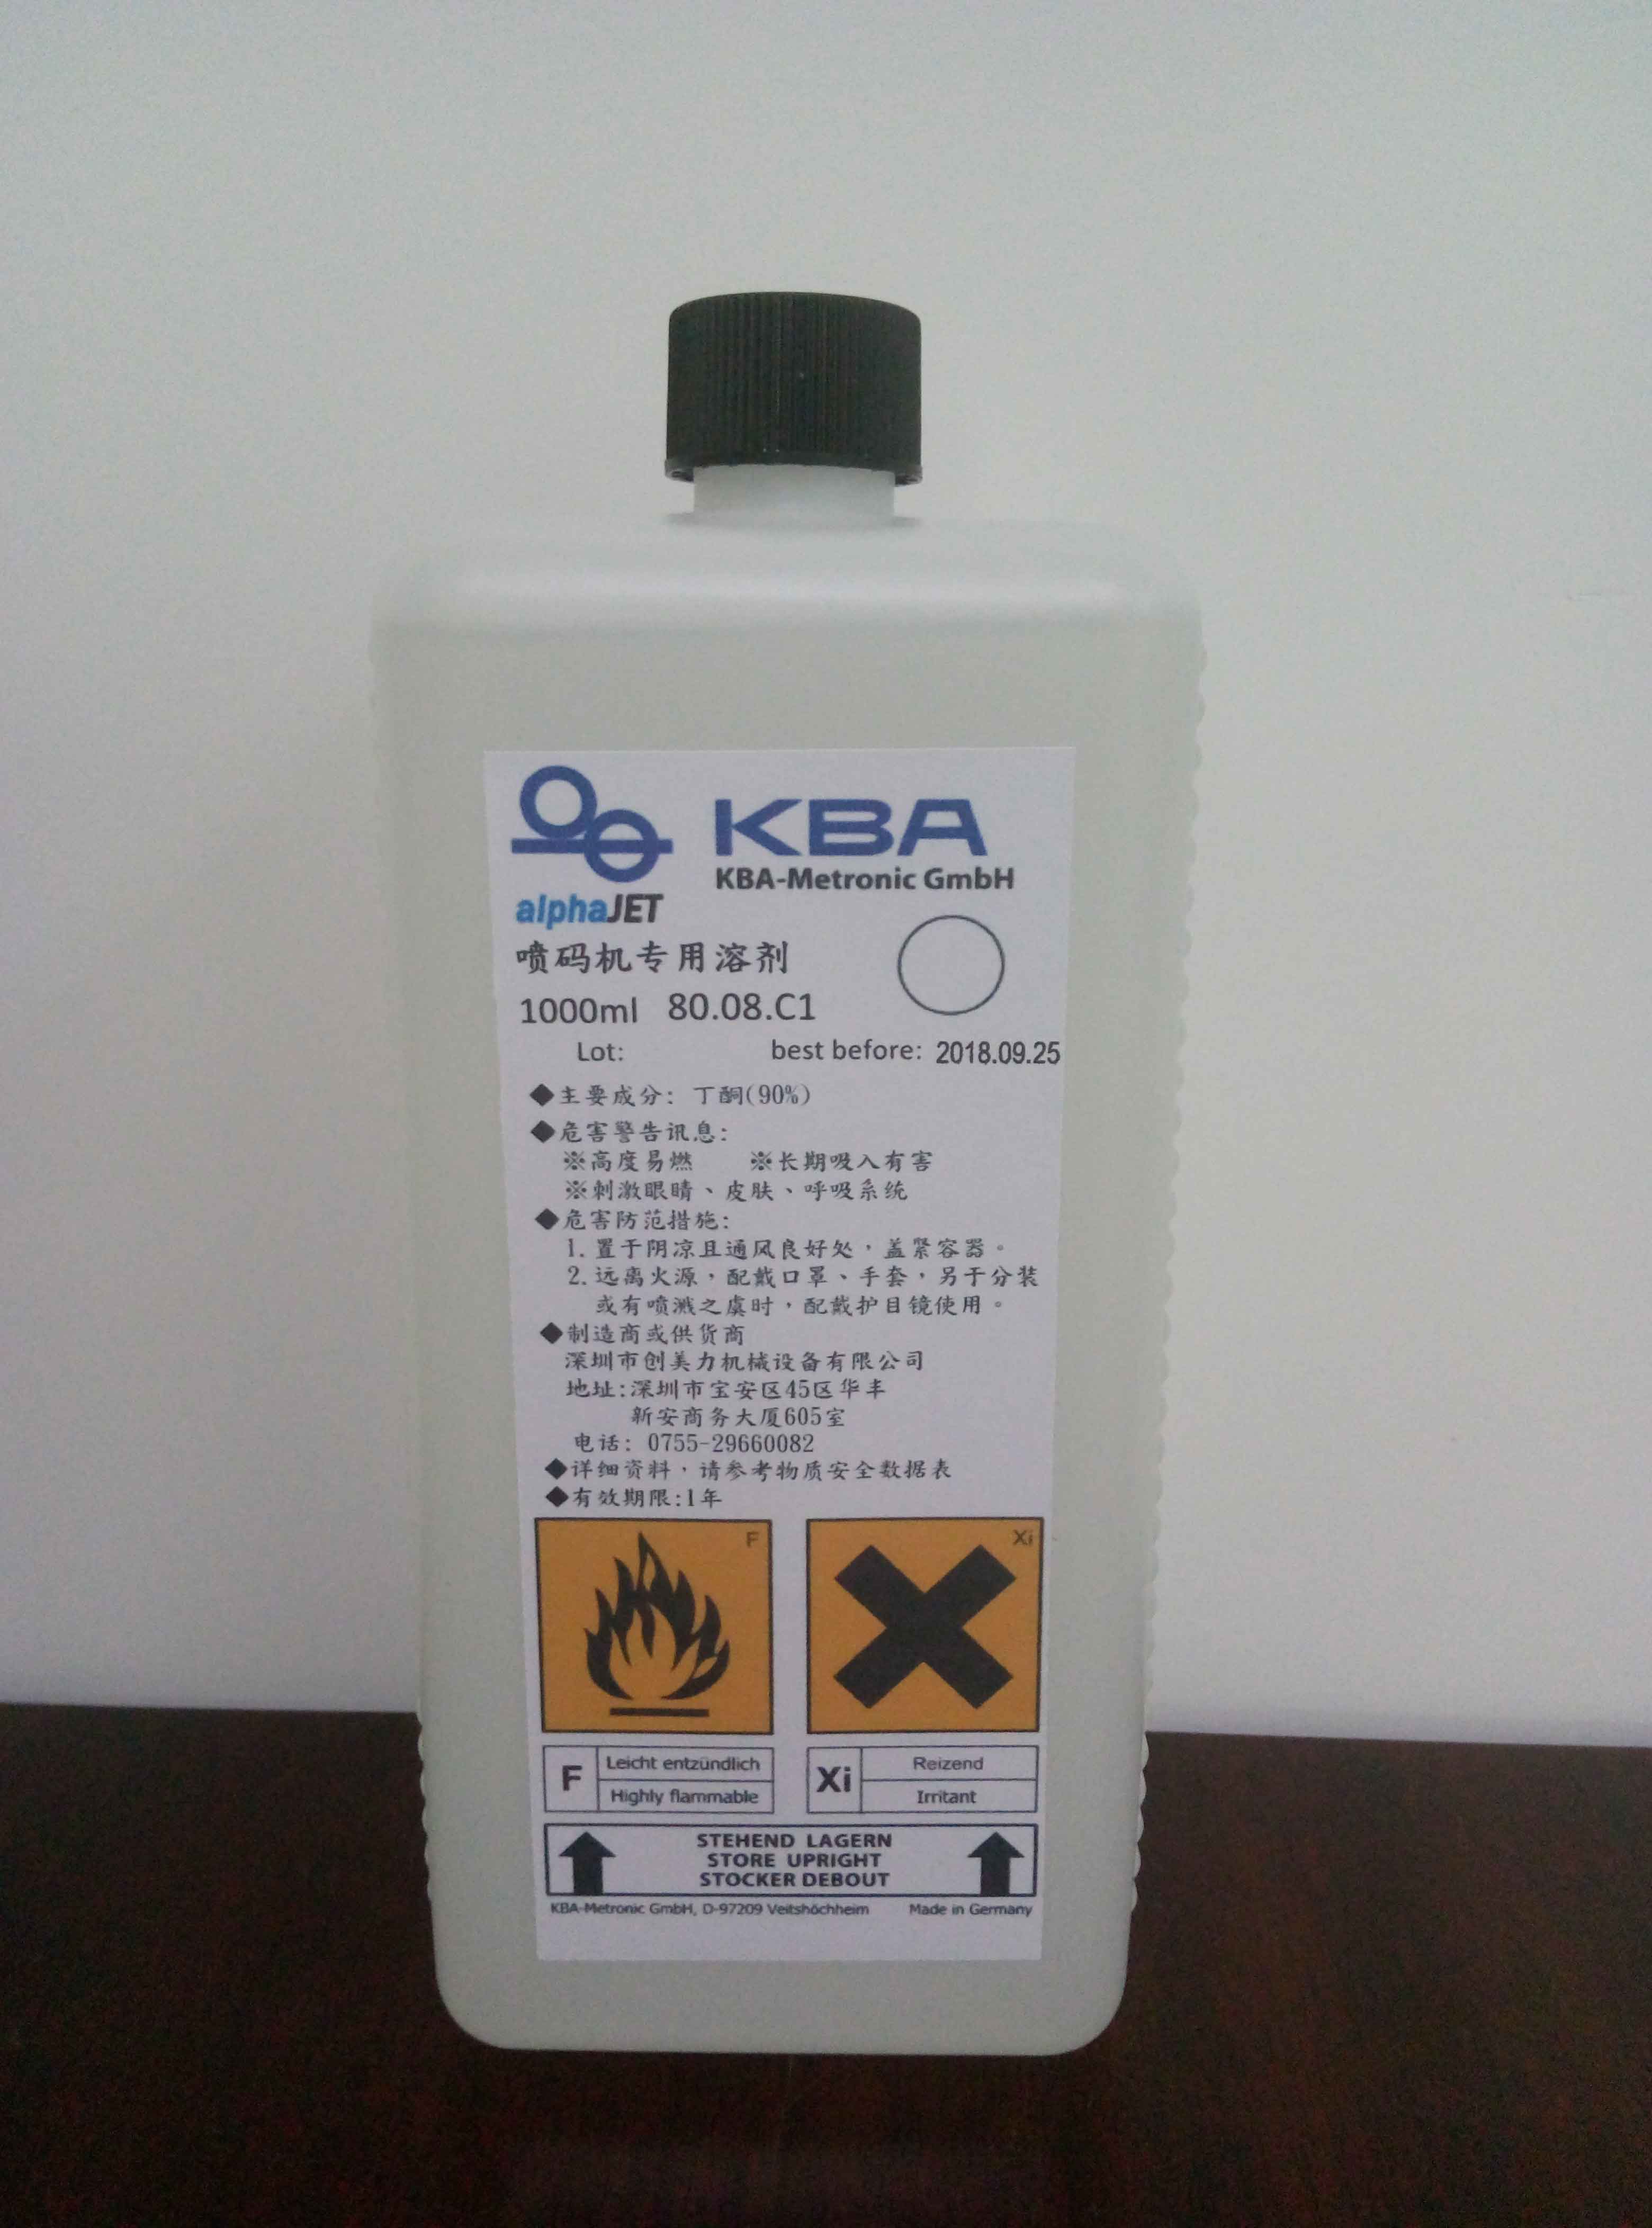 KBA
KBA-Metronic GmbH
alphaJET
喷码机专用溶剂
1000ml 80.08.C1
Lot: best before: 2018.09.25
◆主要成分: 丁酮(90%)
◆危害警告讯息:
※高度易燃 ※长期吸入有害
※刺激眼睛、皮肤、呼吸系统
◆危害防范措施:
1. 置于阴凉且通风良好处，盖紧容器。
2. 远离火源，配戴口罩、手套，另于分装
或有喷溅之虞时，配戴护目镜使用。
◆制造商或供货商
深圳市创美力机械设备有限公司
地址:深圳市宝安区45区华丰
新安商务大厦605室
电话: 0755-29660082
◆详细资料，请参考物质安全数据表
◆有效期限:1年
F Xi
F Leicht entzündlich
Highly flammable
Xi Reizend
Irritant
STEHEND LAGERN
STORE UPRIGHT
STOCKER DEBOUT
KBA-Metronic GmbH, D-97209 Veitshöchheim Made in Germany